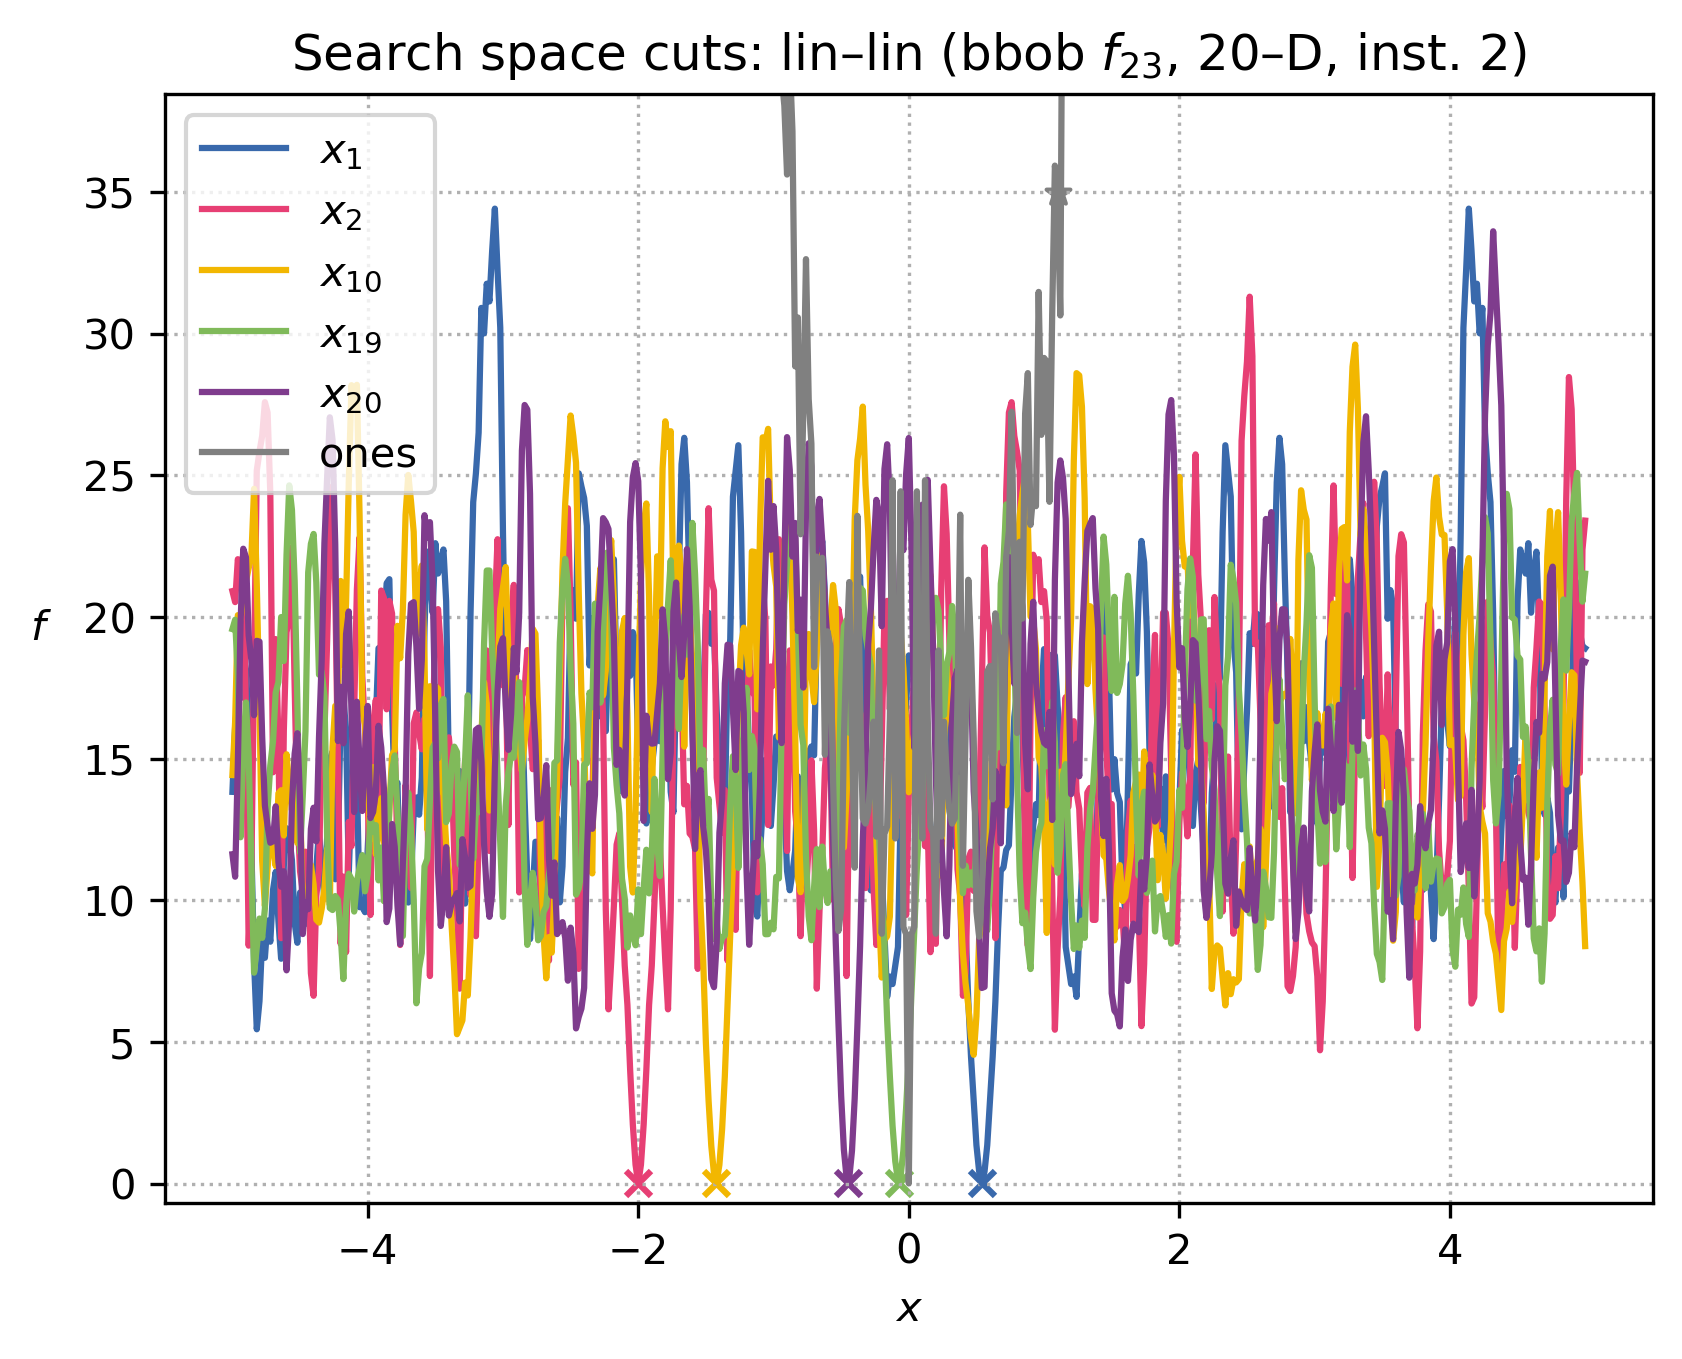 Search space cuts: lin–lin (bbob f₂₃, 20–D, inst. 2)
x₁
x₂
x₁₀
x₁₉
x₂₀
ones
35
30
25
20
15
10
5
0
f
−4
−2
0
2
4
x